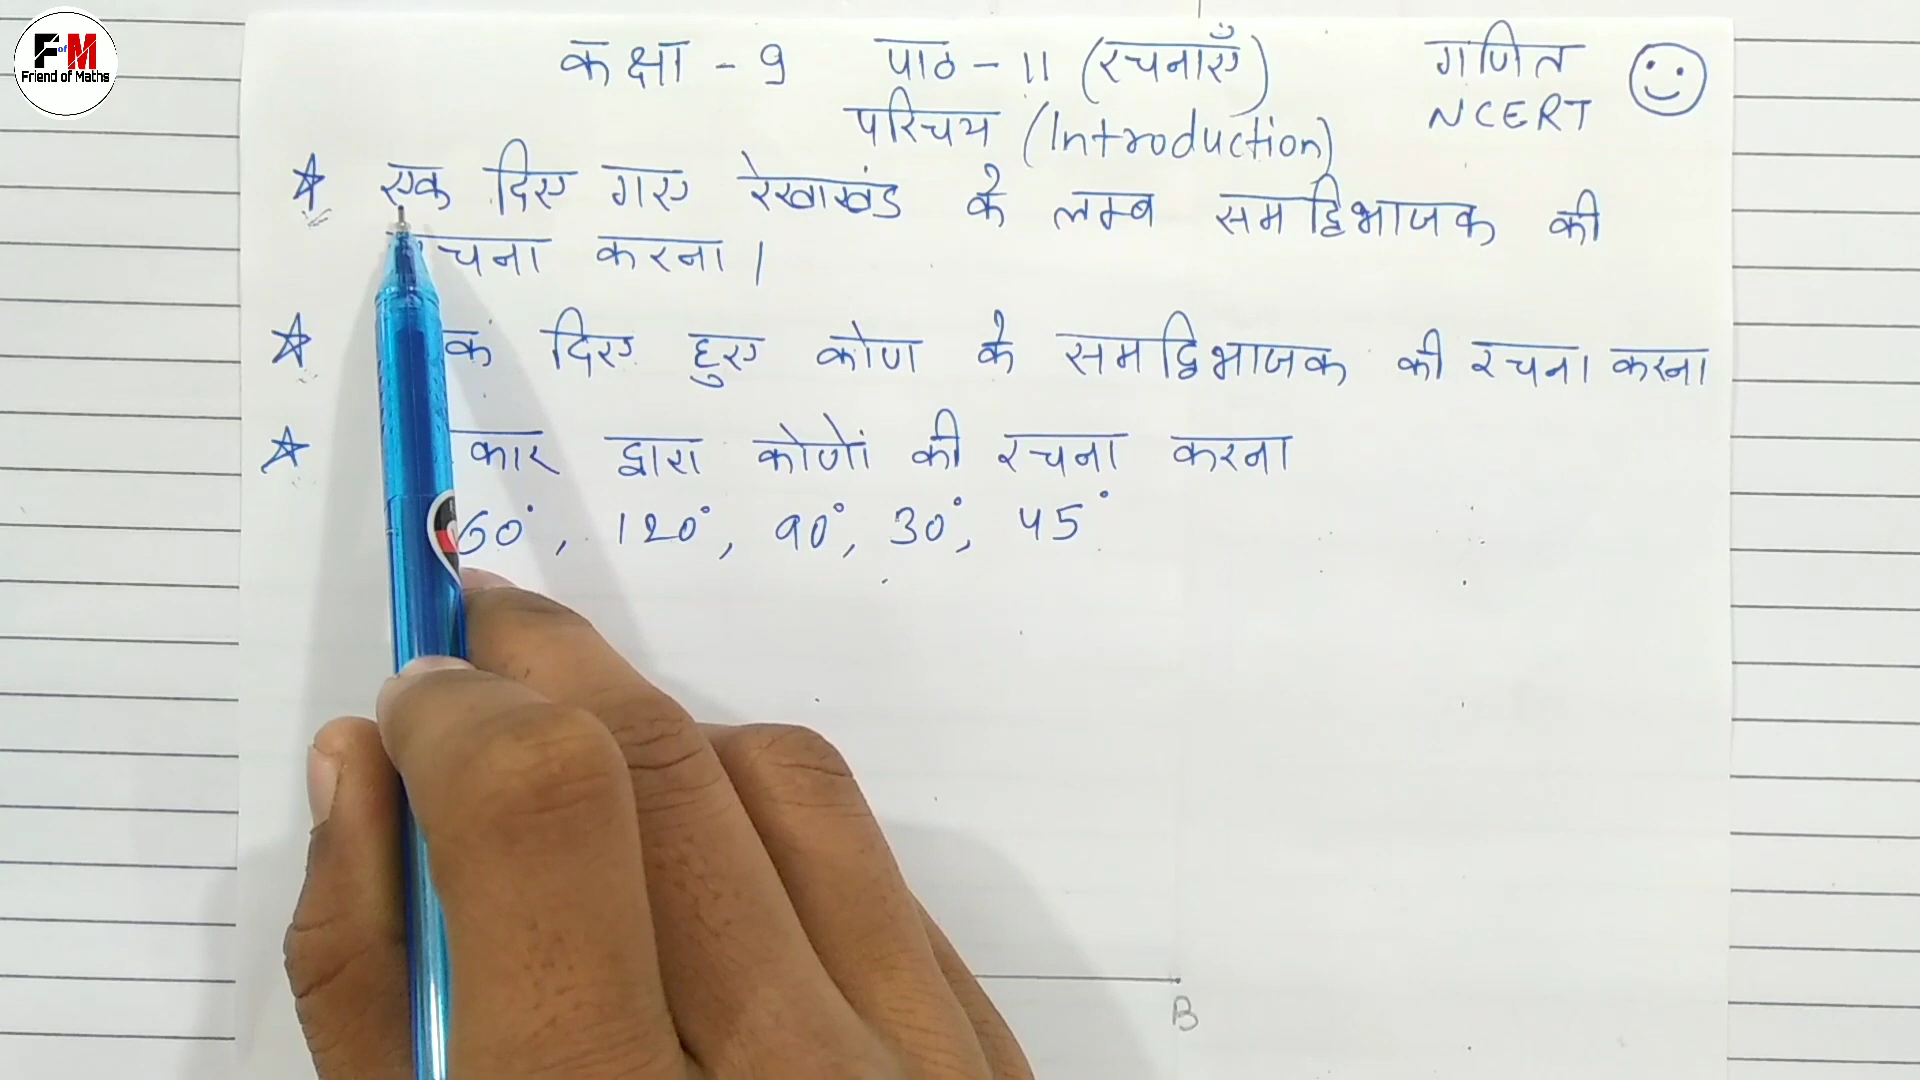 FofM
Friend of Maths
कक्षा - 9 पाठ - 11 (रचनाएँ) गणित
NCERT
परिचय (Introduction)
एक दिए गए रेखाखंड के लम्ब समद्विभाजक की
चना करना।
क दिए हुए कोण के समद्विभाजक की रचना करना
कार द्वारा कोणों की रचना करना
60°, 120°, 90°, 30°, 45°
B